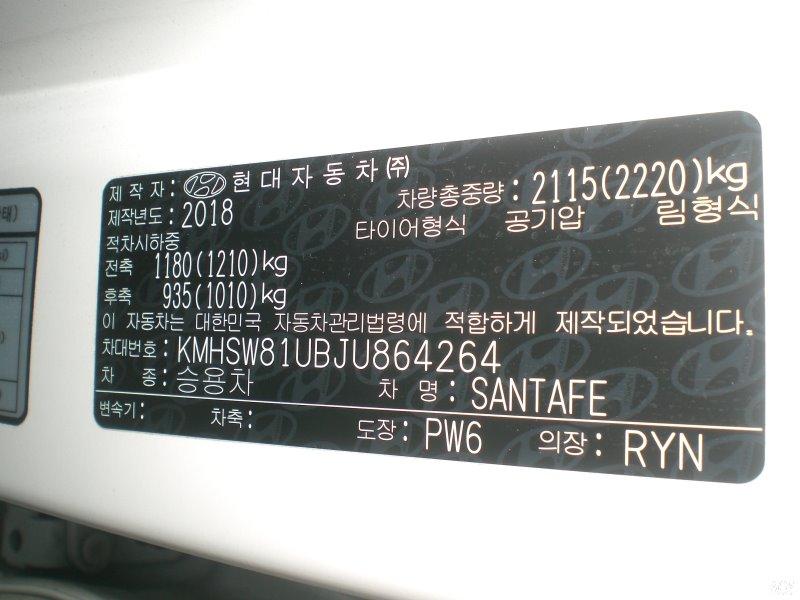 제 작 자 : 현대자동차㈜
제작년도 : 2018 차량총중량 : 2115(2220)kg
적차시하중 타이어형식 공기압 림형식
전축 1180(1210)kg
후축 935(1010)kg
이 자동차는 대한민국 자동차관리법령에 적합하게 제작되었습니다.
차대번호 : KMHSW81UBJU864264
차 종 : 승용차 차 명 : SANTAFE
변속기 : 차축 : 도장 : PW6 의장 : RYN